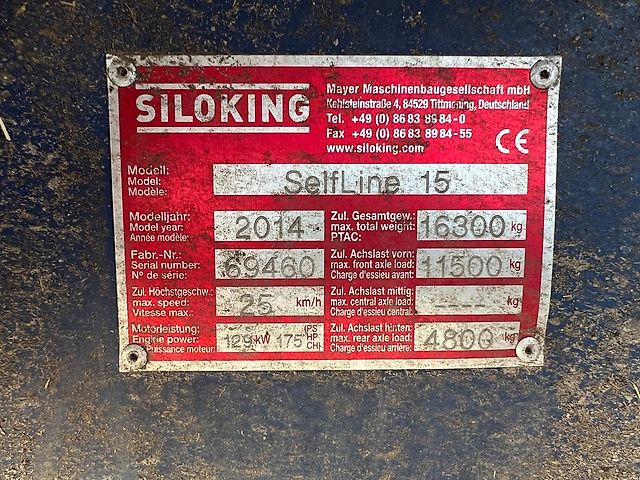 SILOKING
Mayer Maschinenbaugesellschaft mbH
Kehlsteinstraße 4, 84529 Tittmoning, Deutschland
Tel. +49 (0) 86 83 89 84-0
Fax +49 (0) 86 83 89 84-55
www.siloking.com
CE
Modell:
Model:
Modèle:
SelfLine 15
Modelljahr:
Model year:
Année modèle:
2014
Zul. Gesamtgew.:
max. total weight:
PTAC:
16300 kg
Fabr.-Nr.:
Serial number:
N° de série:
69460
Zul. Achslast vorn:
max. front axle load:
Charge d'essieu avant:
11500 kg
Zul. Höchstgeschw.:
max. speed:
Vitesse max.:
25 km/h
Zul. Achslast mittig:
max. central axle load:
Charge d'essieu central:
---- kg
Motorleistung:
Engine power:
Puissance moteur:
129 kW 175 (PS
HP
CH)
Zul. Achslast hinten:
max. rear axle load:
Charge d'essieu arrière:
4800 kg